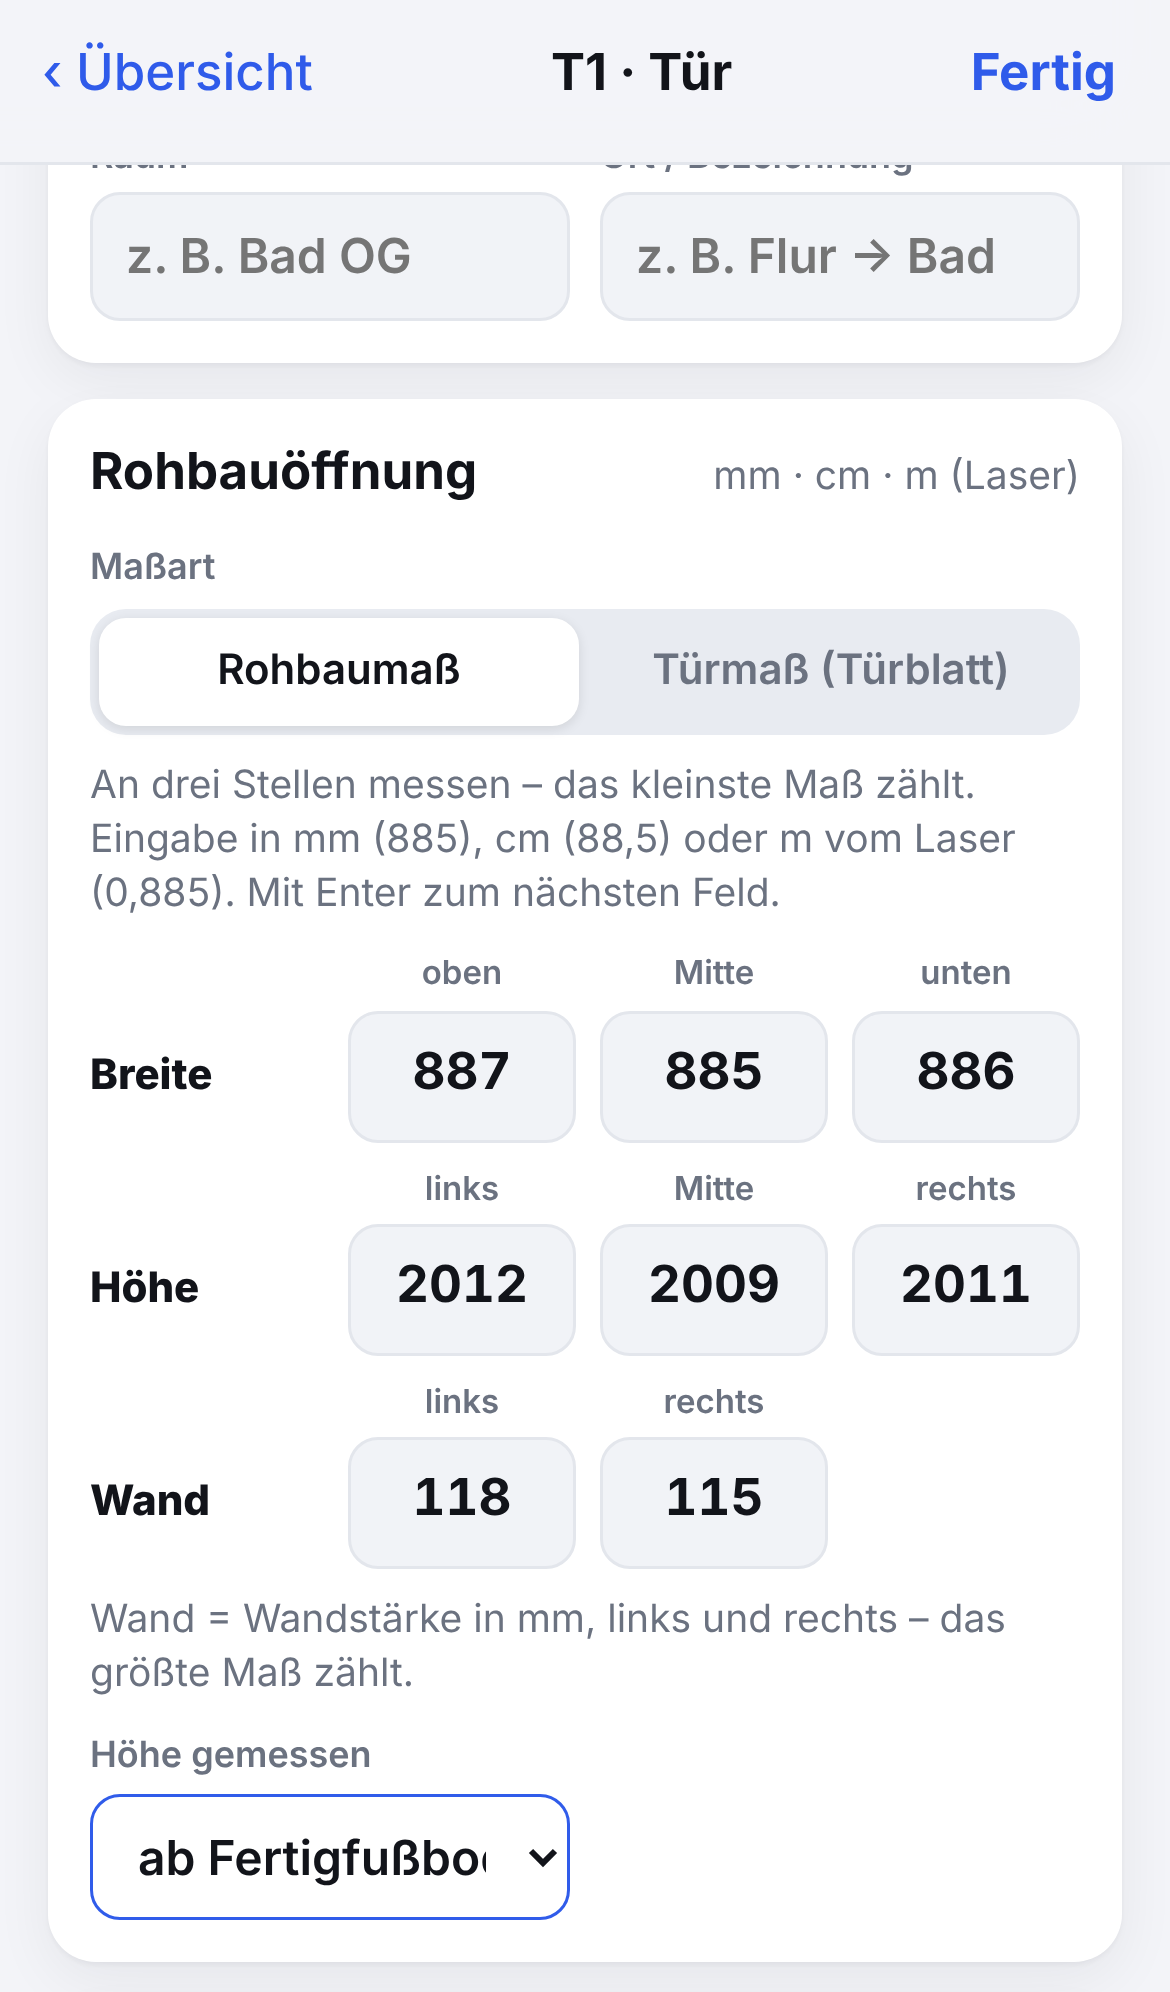 ‹ Übersicht
T1 · Tür
Fertig
z. B. Bad OG
z. B. Flur → Bad
Rohbauöffnung
mm · cm · m (Laser)
Maßart
Rohbaumaß
Türmaß (Türblatt)
An drei Stellen messen – das kleinste Maß zählt.
Eingabe in mm (885), cm (88,5) oder m vom Laser
(0,885). Mit Enter zum nächsten Feld.
oben Mitte unten
Breite 887 885 886
links Mitte rechts
Höhe 2012 2009 2011
links rechts
Wand 118 115
Wand = Wandstärke in mm, links und rechts – das
größte Maß zählt.
Höhe gemessen
ab Fertigfußbo